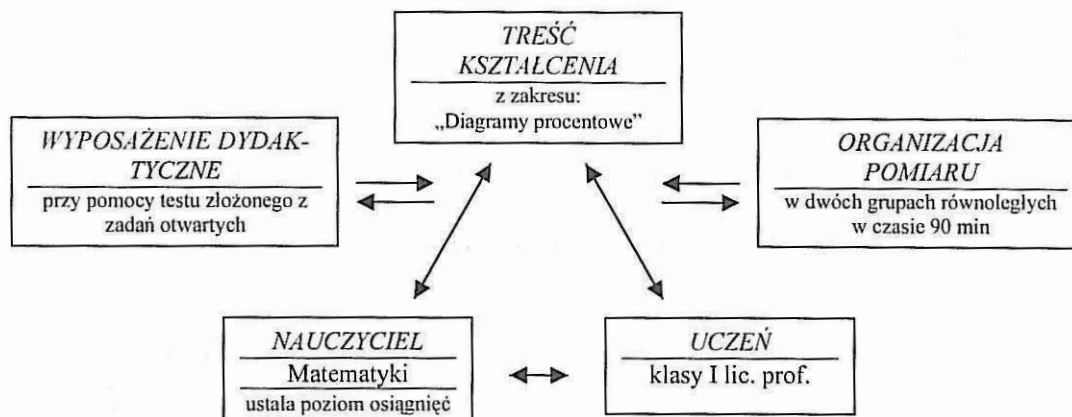 TREŚĆ
KSZTAŁCENIA
z zakresu:
„Diagramy procentowe”
WYPOSAŻENIE DYDAK-
TYCZNE
przy pomocy testu złożonego z
zadań otwartych
ORGANIZACJA
POMIARU
w dwóch grupach równoległych
w czasie 90 min
NAUCZYCIEL
Matematyki
ustala poziom osiągnięć
UCZEŃ
klasy I lic. prof.